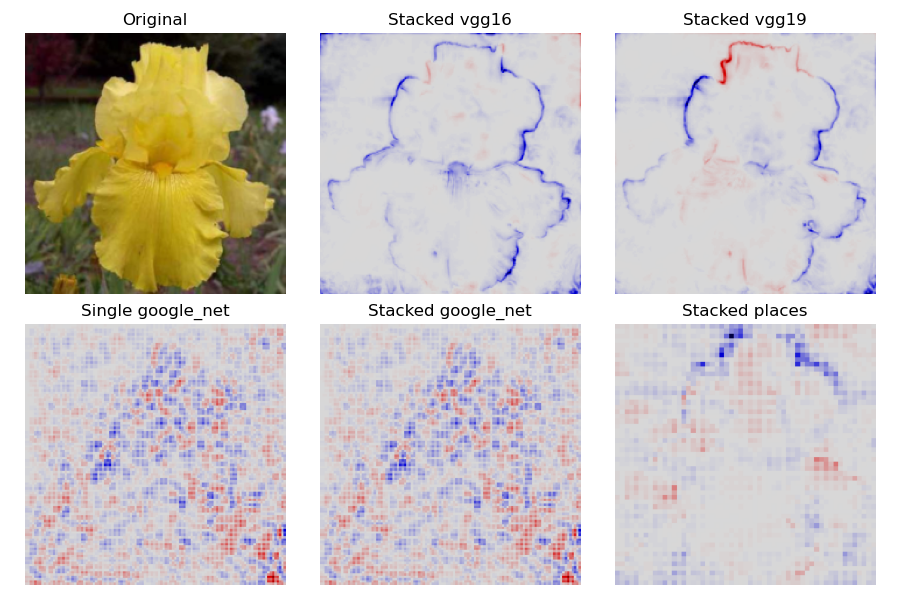 Original
Stacked vgg16
Stacked vgg19
Single google_net
Stacked google_net
Stacked places